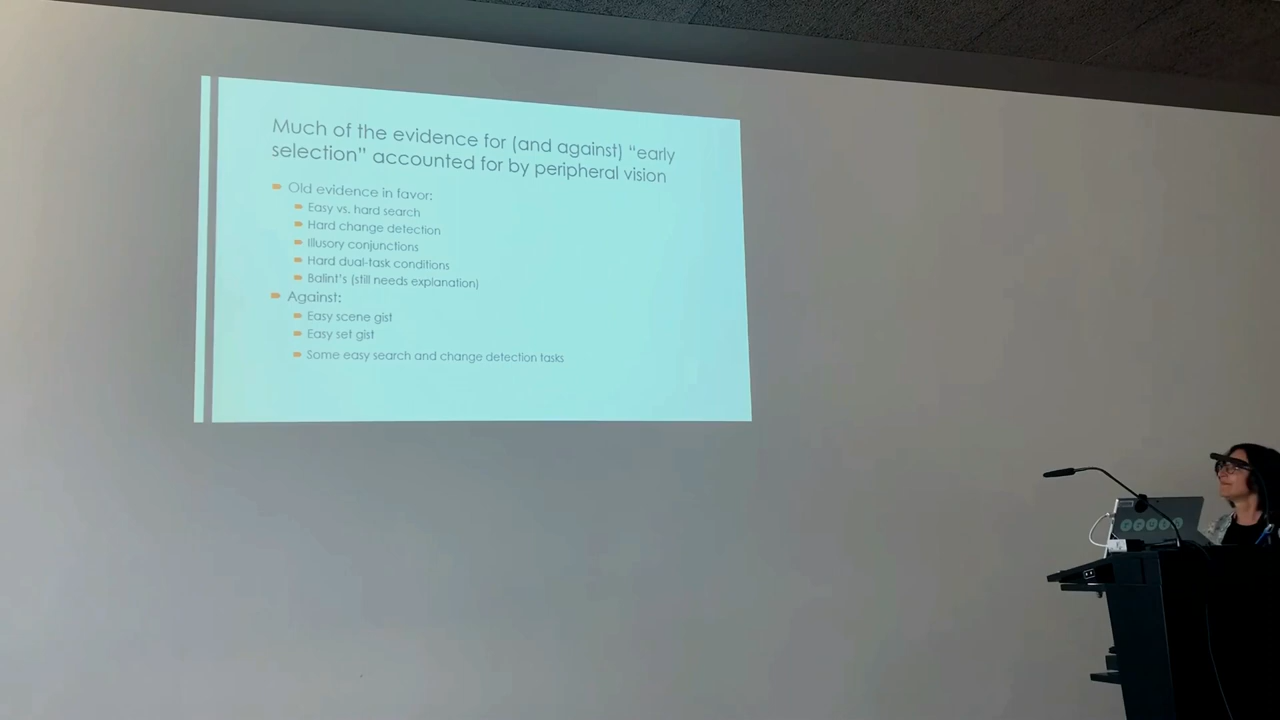 Much of the evidence for (and against) “early
selection” accounted for by peripheral vision
Old evidence in favor:
Easy vs. hard search
Hard change detection
Illusory conjunctions
Hard dual-task conditions
Balint’s (still needs explanation)
Against:
Easy scene gist
Easy set gist
Some easy search and change detection tasks